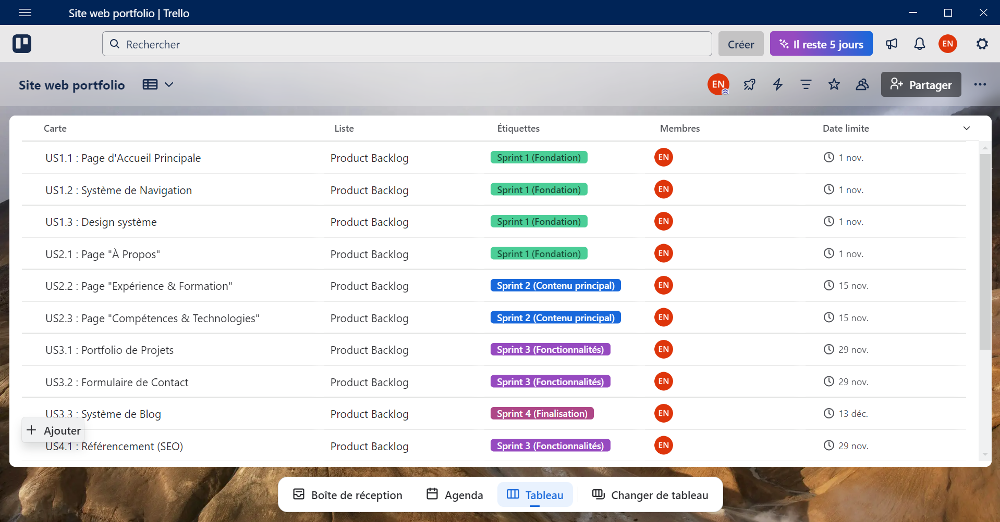 Site web portfolio | Trello
Rechercher
Créer
Il reste 5 jours
EN
Site web portfolio
EN
Partager
Carte Liste Étiquettes Membres Date limite
US1.1 : Page d'Accueil Principale Product Backlog Sprint 1 (Fondation) EN 1 nov.
US1.2 : Système de Navigation Product Backlog Sprint 1 (Fondation) EN 1 nov.
US1.3 : Design système Product Backlog Sprint 1 (Fondation) EN 1 nov.
US2.1 : Page "À Propos" Product Backlog Sprint 1 (Fondation) EN 1 nov.
US2.2 : Page "Expérience & Formation" Product Backlog Sprint 2 (Contenu principal) EN 15 nov.
US2.3 : Page "Compétences & Technologies" Product Backlog Sprint 2 (Contenu principal) EN 15 nov.
US3.1 : Portfolio de Projets Product Backlog Sprint 3 (Fonctionnalités) EN 29 nov.
US3.2 : Formulaire de Contact Product Backlog Sprint 3 (Fonctionnalités) EN 29 nov.
US3.3 : Système de Blog Product Backlog Sprint 4 (Finalisation) EN 13 déc.
Ajouter
US4.1 : Référencement (SEO) Product Backlog Sprint 3 (Fonctionnalités) EN 29 nov.
Boîte de réception Agenda Tableau Changer de tableau